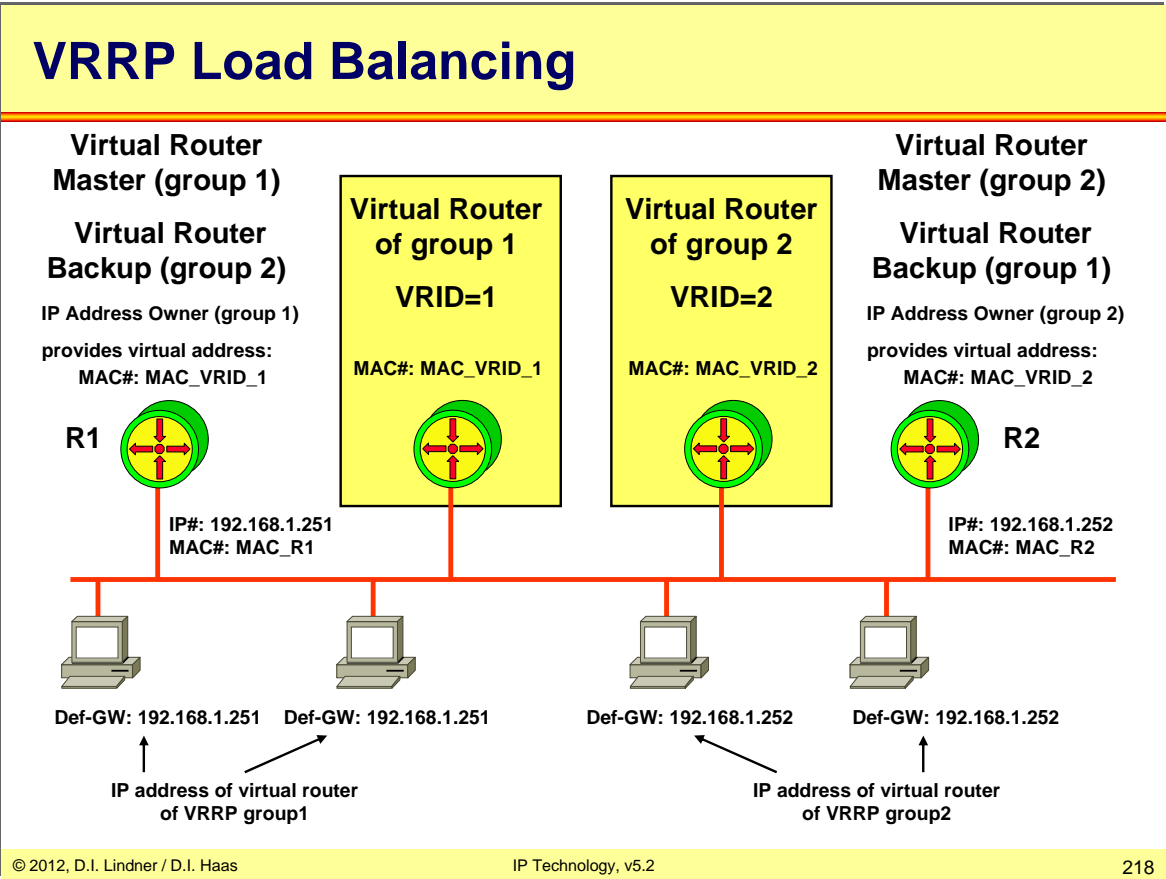 VRRP Load Balancing
Virtual Router
Master (group 1)
Virtual Router
Backup (group 2)
IP Address Owner (group 1)
provides virtual address:
MAC#: MAC_VRID_1
R1
IP#: 192.168.1.251
MAC#: MAC_R1
Virtual Router
of group 1
VRID=1
MAC#: MAC_VRID_1
Virtual Router
of group 2
VRID=2
MAC#: MAC_VRID_2
Virtual Router
Master (group 2)
Virtual Router
Backup (group 1)
IP Address Owner (group 2)
provides virtual address:
MAC#: MAC_VRID_2
R2
IP#: 192.168.1.252
MAC#: MAC_R2
Def-GW: 192.168.1.251
Def-GW: 192.168.1.251
Def-GW: 192.168.1.252
Def-GW: 192.168.1.252
IP address of virtual router
of VRRP group1
IP address of virtual router
of VRRP group2
© 2012, D.I. Lindner / D.I. Haas
IP Technology, v5.2
218